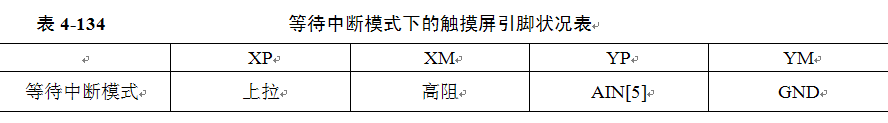 表 4-134 等待中断模式下的触摸屏引脚状况表
XP XM YP YM
等待中断模式 上拉 高阻 AIN[5] GND